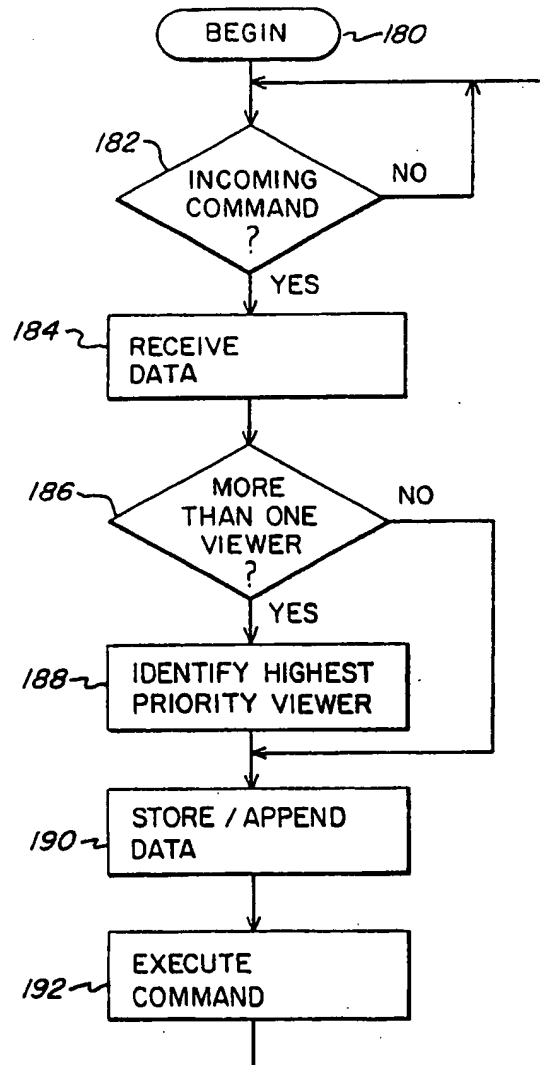 BEGIN
180
182
INCOMING
COMMAND
?
NO
YES
184
RECEIVE
DATA
186
MORE
THAN ONE
VIEWER
?
NO
YES
188
IDENTIFY HIGHEST
PRIORITY VIEWER
190
STORE / APPEND
DATA
192
EXECUTE
COMMAND